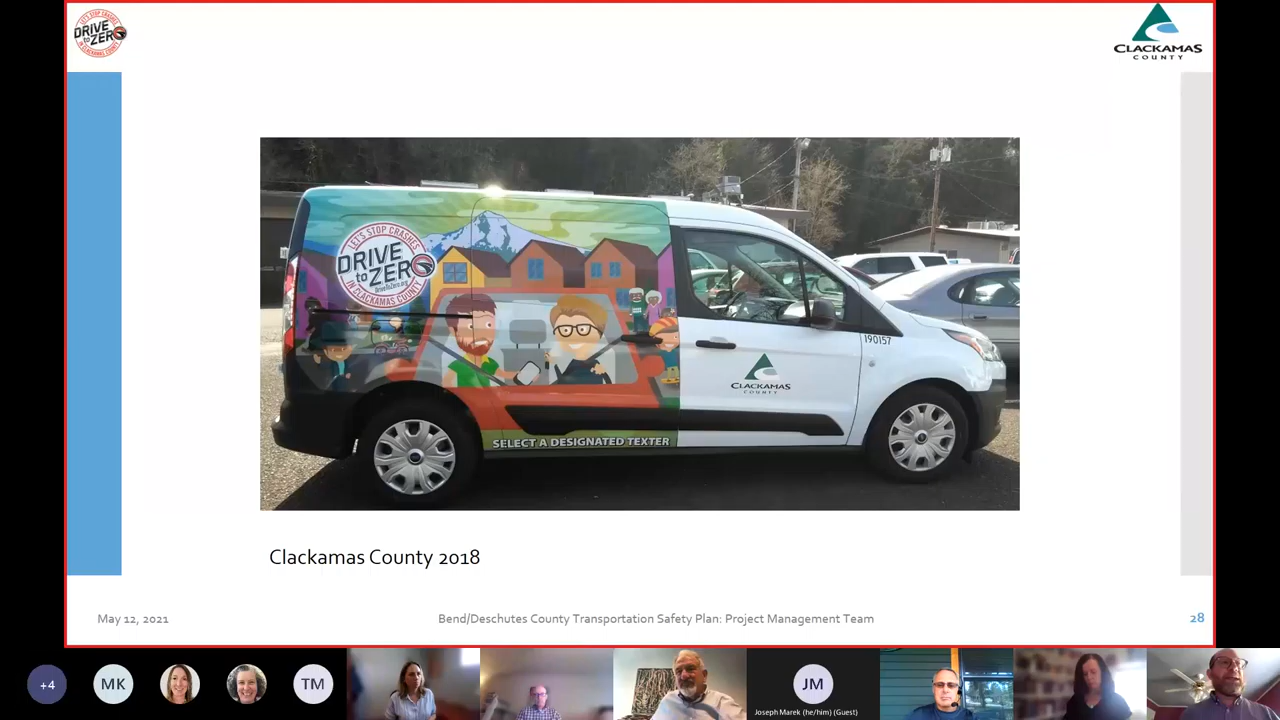 LET'S STOP CRASHES
DRIVE
to ZERO
IN CLACKAMAS COUNTY
CLACKAMAS
COUNTY
LET'S STOP CRASHES
DRIVE
to ZERO
DriveToZero.org
IN CLACKAMAS COUNTY
190157
CLACKAMAS
COUNTY
SELECT A DESIGNATED TEXTER
Clackamas County 2018
May 12, 2021
Bend/Deschutes County Transportation Safety Plan: Project Management Team
28
+4
MK
TM
JM
Joseph Marek (he/him) (Guest)